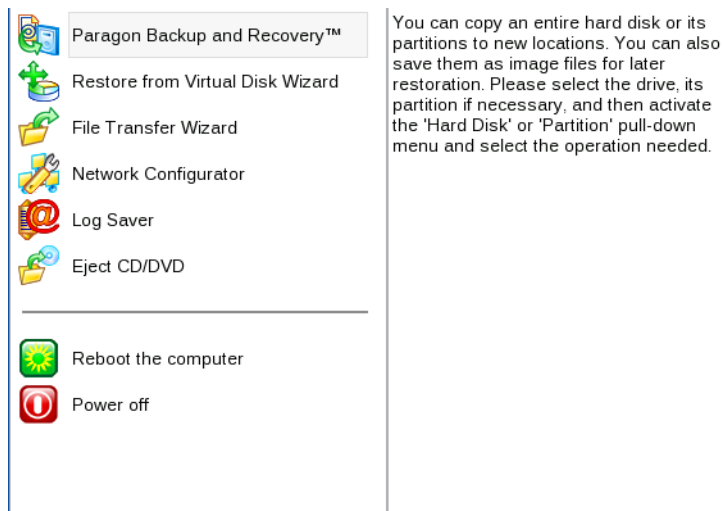 Paragon Backup and Recovery™
Restore from Virtual Disk Wizard
File Transfer Wizard
Network Configurator
Log Saver
Eject CD/DVD
Reboot the computer
Power off
You can copy an entire hard disk or its
partitions to new locations. You can also
save them as image files for later
restoration. Please select the drive, its
partition if necessary, and then activate
the 'Hard Disk' or 'Partition' pull-down
menu and select the operation needed.